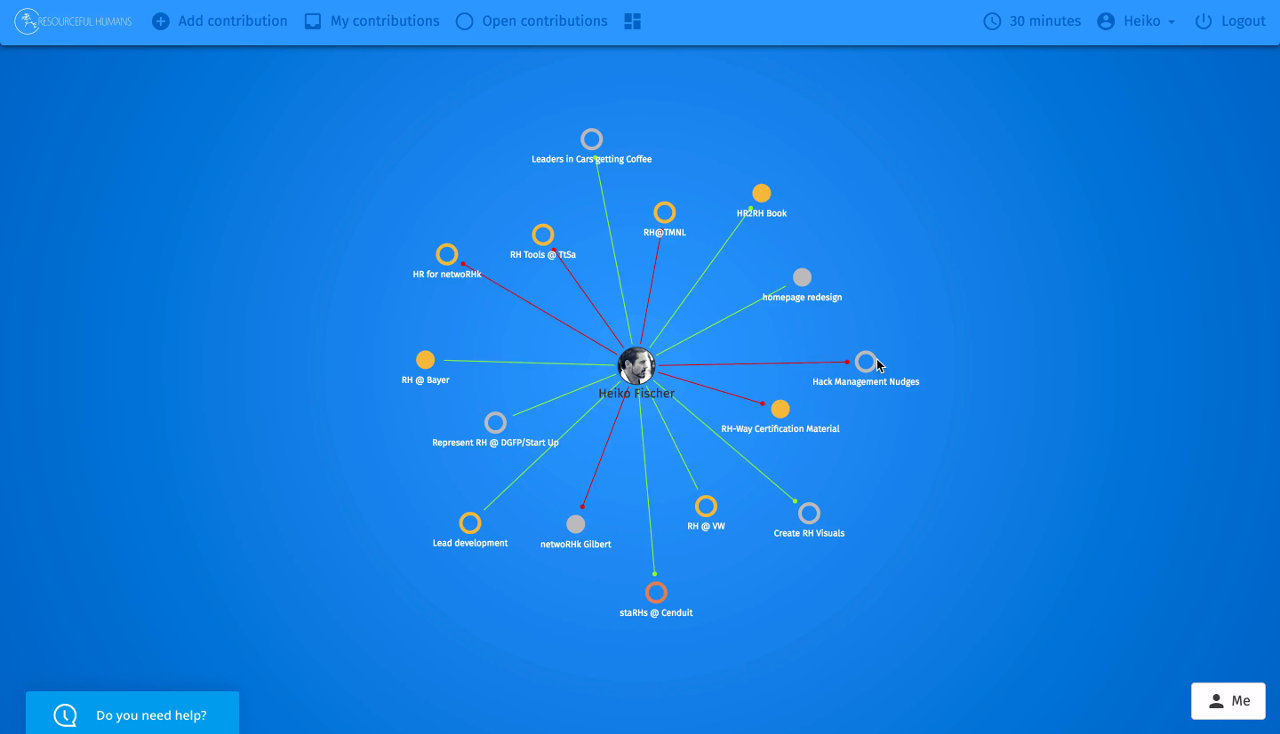 RESOURCEFUL HUMANS
Add contribution
My contributions
Open contributions
30 minutes
Heiko
Logout
Leaders in Cars getting Coffee
HR2RH Book
RH@TMNL
RH Tools @ TtSa
HR for netwoRHk
homepage redesign
Hack Management Nudges
RH @ Bayer
Heiko Fischer
RH-Way Certification Material
Represent RH @ DGFP/Start Up
RH @ VW
Create RH Visuals
Lead development
netwoRHk Gilbert
staRHs @ Cenduit
Me
Do you need help?